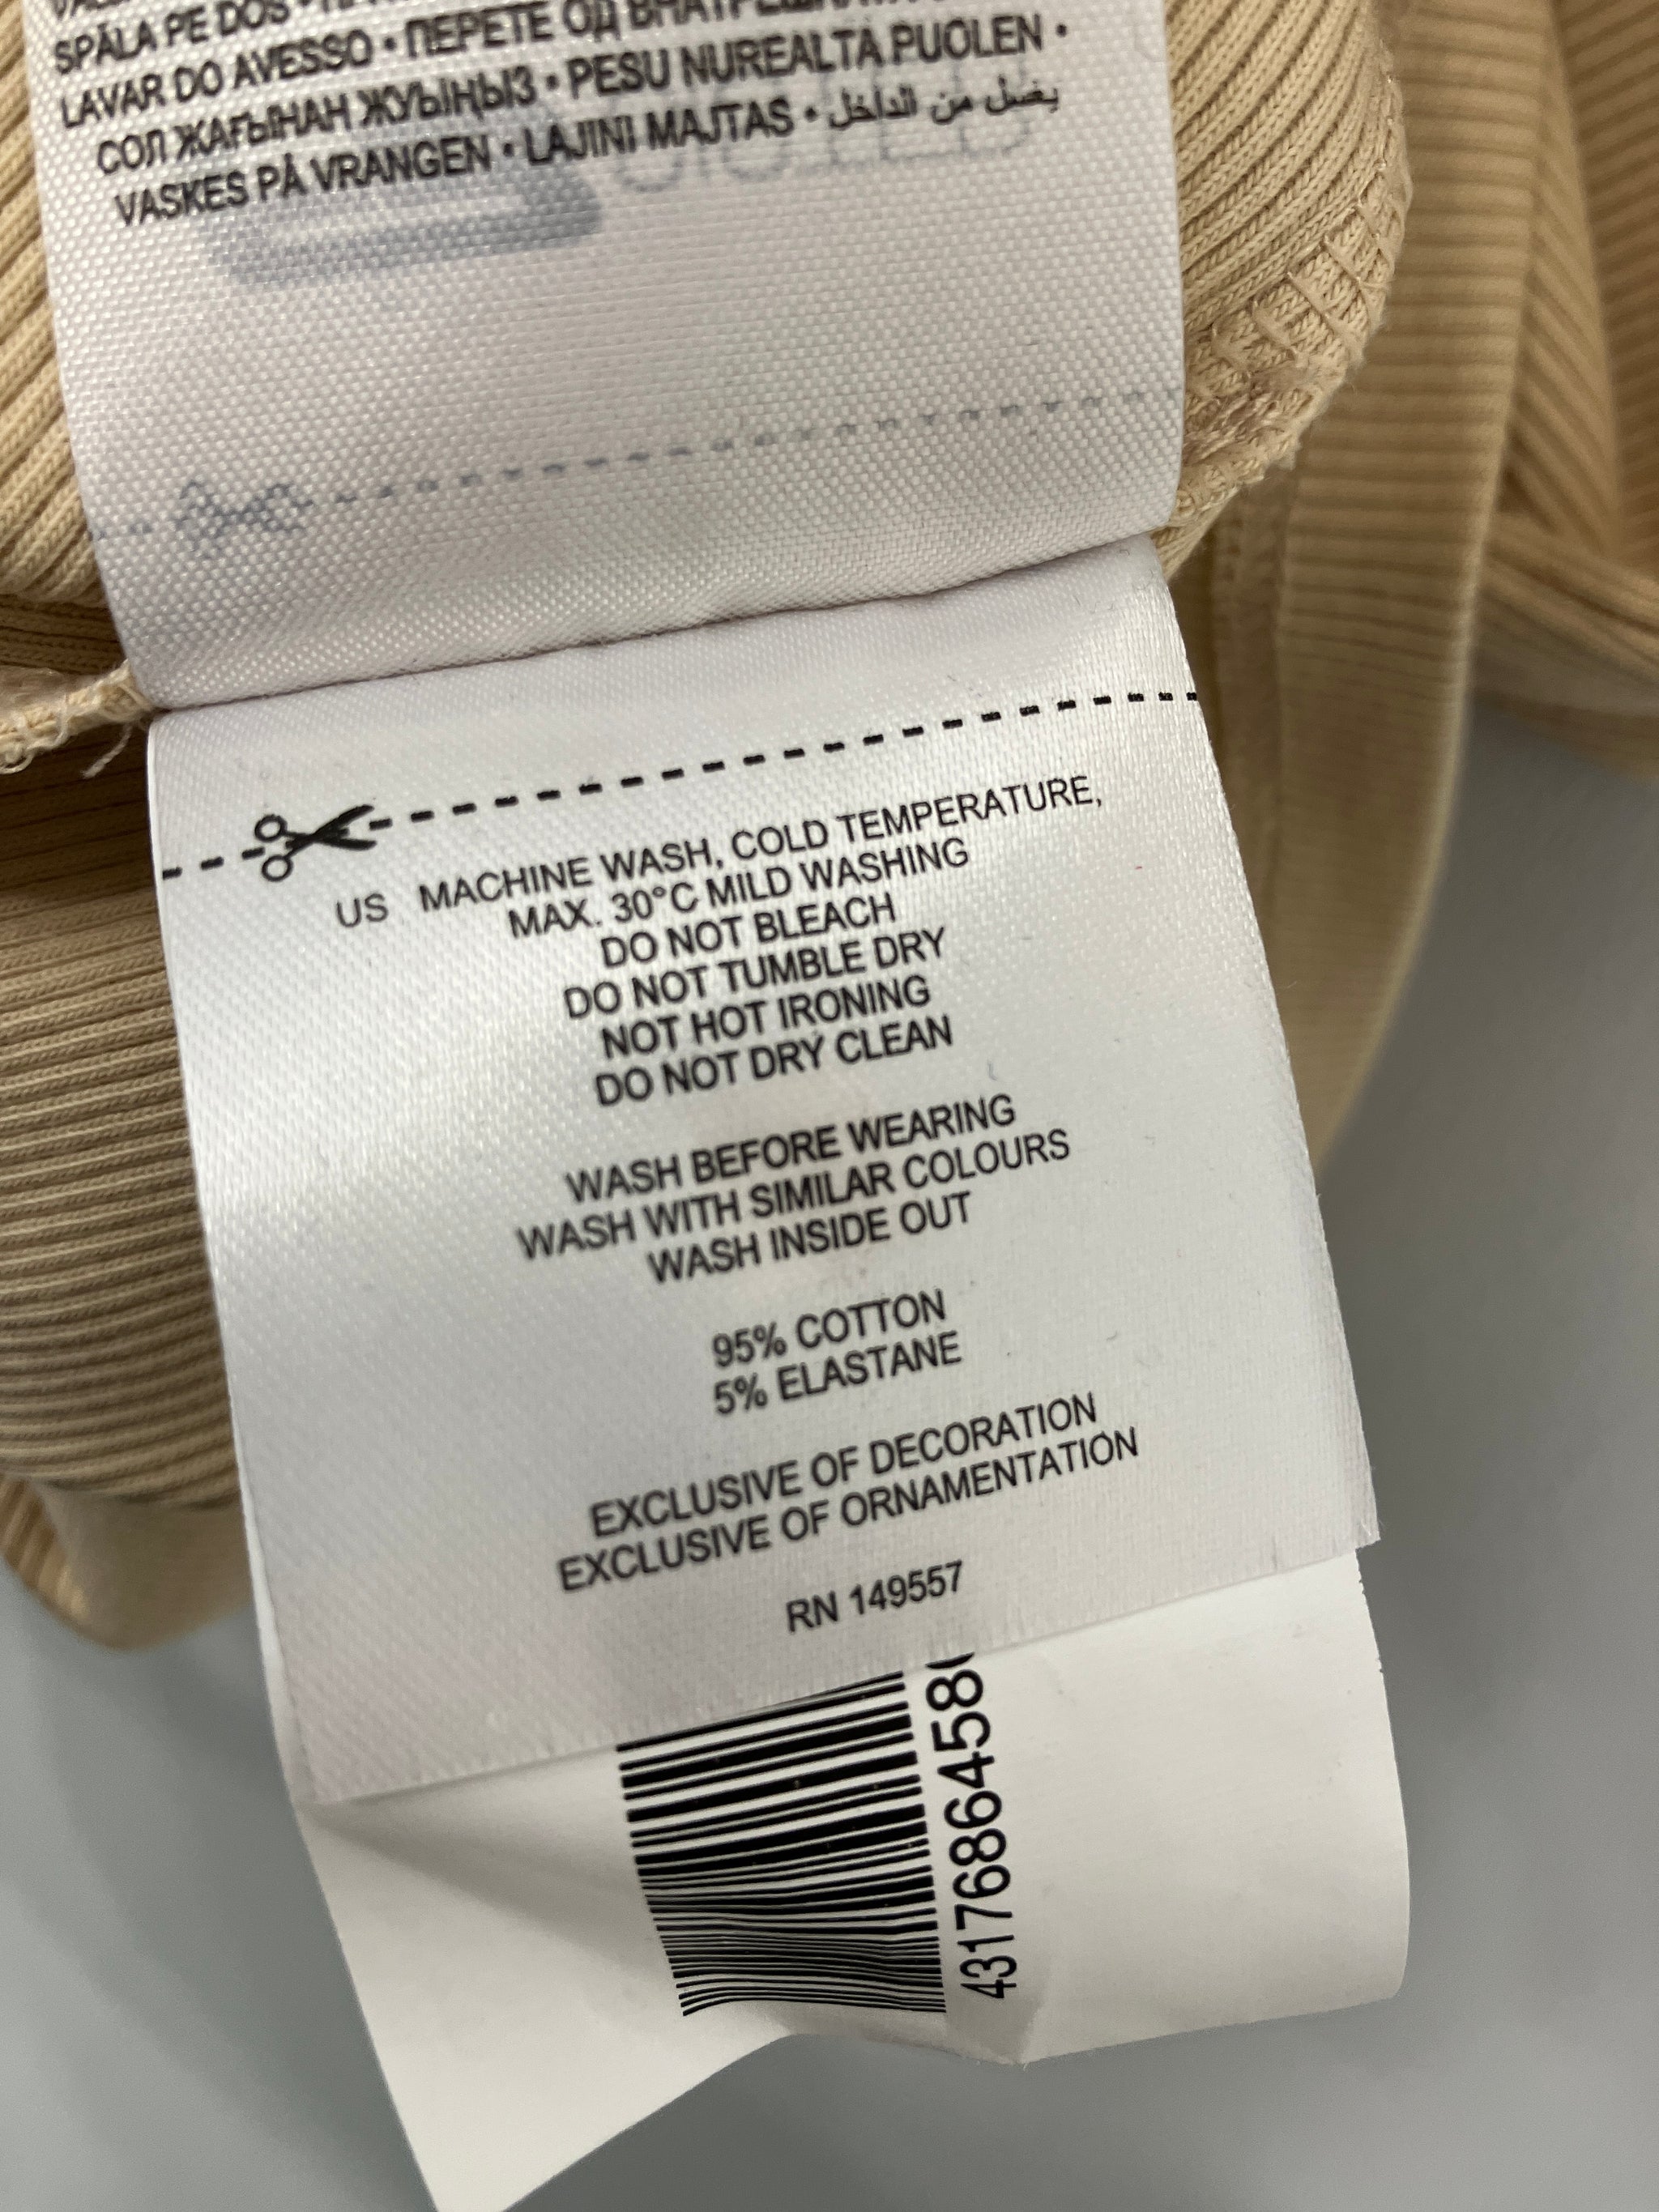 SPĂLA PE DOS •
LAVAR DO AVESSO • ПЕРЕТЕ ОД
СОЛ ЖАҒЫНАН ЖУЫҢЫЗ • PESU NUREALTA PUOLEN •
VASKES PÅ VRANGEN • LAJINI MAJTAS • يغسل من الداخل
US MACHINE WASH, COLD TEMPERATURE,
MAX. 30°C MILD WASHING
DO NOT BLEACH
DO NOT TUMBLE DRY
NOT HOT IRONING
DO NOT DRY CLEAN
WASH BEFORE WEARING
WASH WITH SIMILAR COLOURS
WASH INSIDE OUT
95% COTTON
5% ELASTANE
EXCLUSIVE OF DECORATION
EXCLUSIVE OF ORNAMENTATION
RN 149557
4317686458